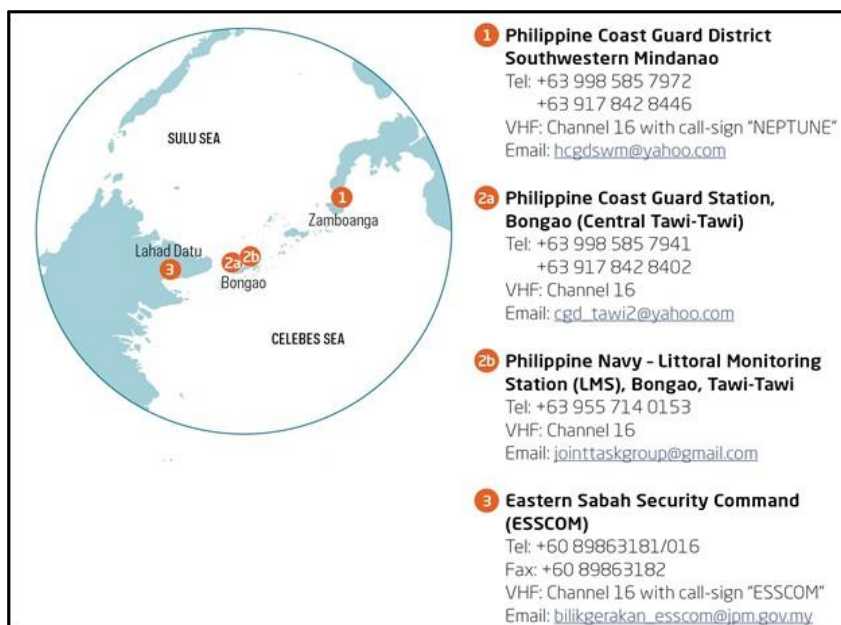 SULU SEA
1
Zamboanga
Lahad Datu
3
2a
2b
Bongao
CELEBES SEA
1 Philippine Coast Guard District
Southwestern Mindanao
Tel: +63 998 585 7972
+63 917 842 8446
VHF: Channel 16 with call-sign "NEPTUNE"
Email: hcgdswm@yahoo.com
2a Philippine Coast Guard Station,
Bongao (Central Tawi-Tawi)
Tel: +63 998 585 7941
+63 917 842 8402
VHF: Channel 16
Email: cgd_tawi2@yahoo.com
2b Philippine Navy – Littoral Monitoring
Station (LMS), Bongao, Tawi-Tawi
Tel: +63 955 714 0153
VHF: Channel 16
Email: jointtaskgroup@gmail.com
3 Eastern Sabah Security Command
(ESSCOM)
Tel: +60 89863181/016
Fax: +60 89863182
VHF: Channel 16 with call-sign "ESSCOM"
Email: bilikgerakan_esscom@jpm.gov.my